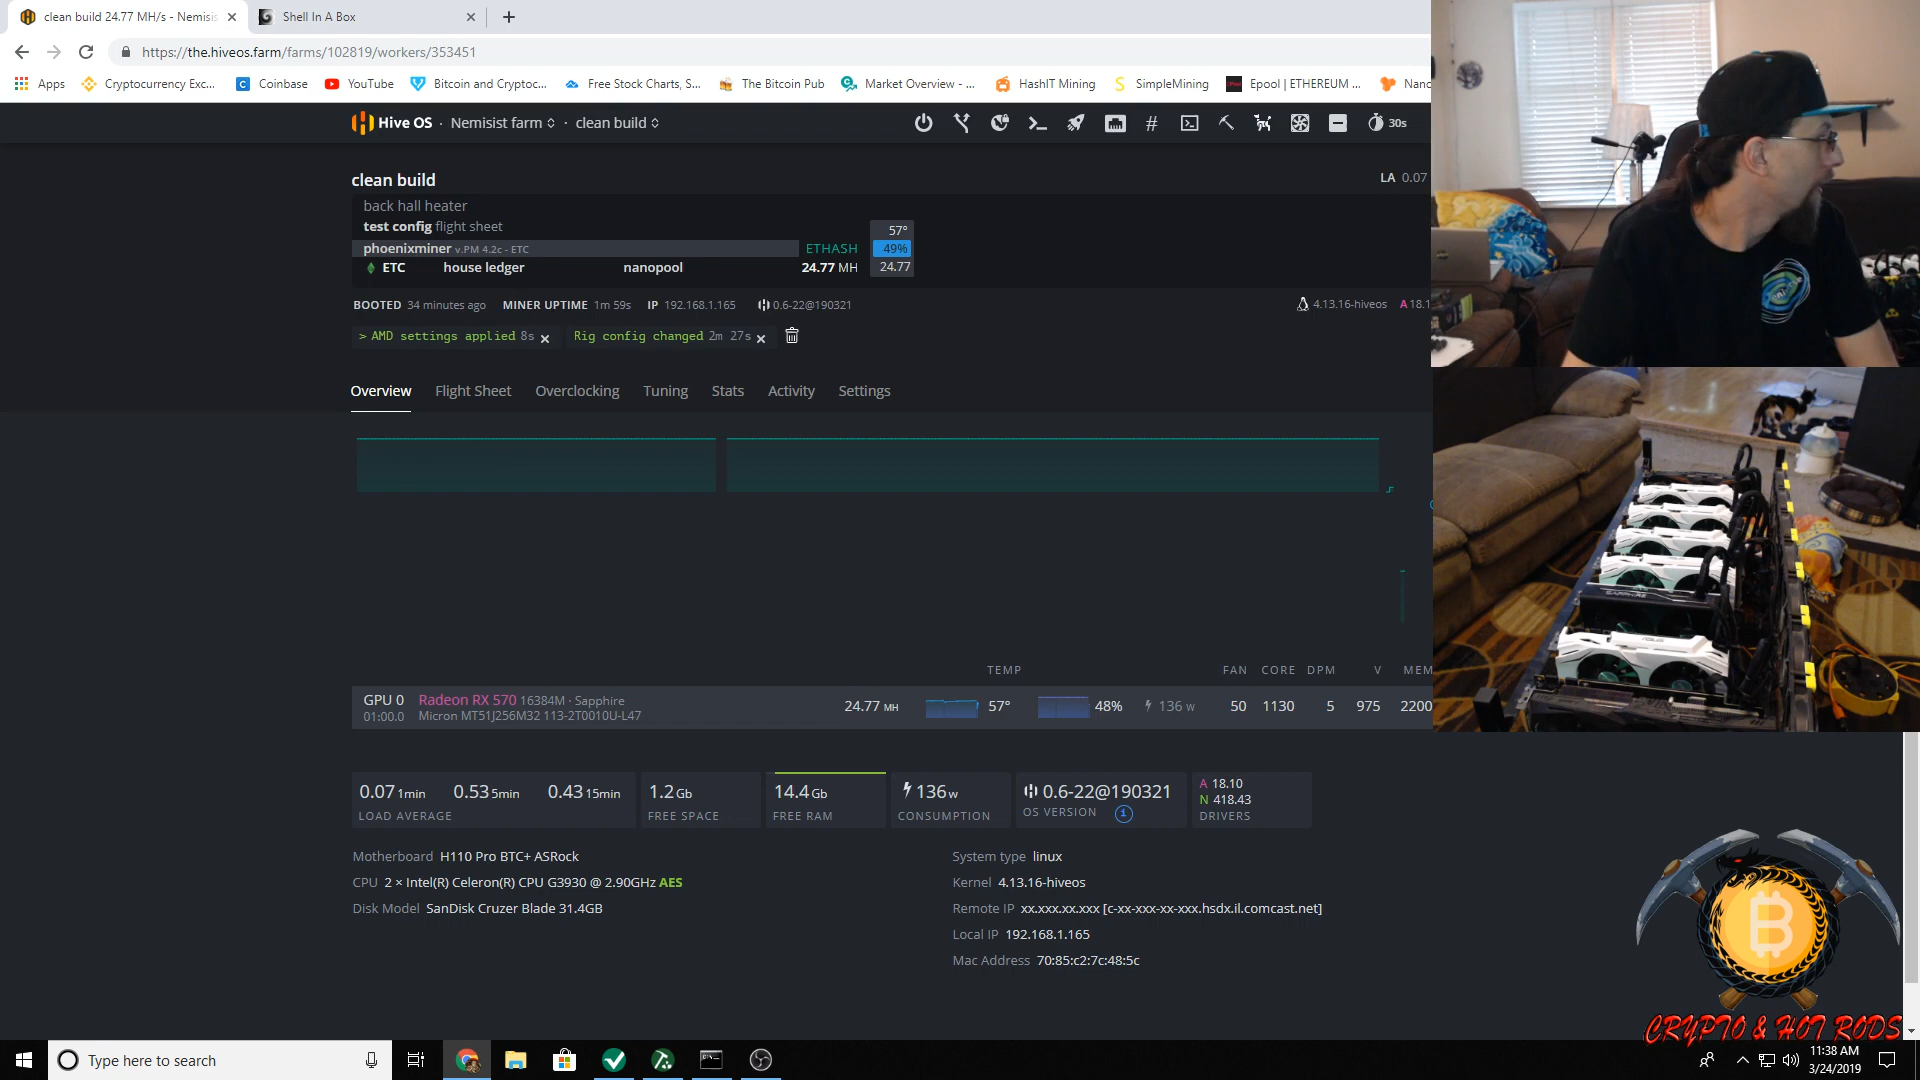 clean build 24.77 MH/s - Nemisis
Shell In A Box
https://the.hiveos.farm/farms/102819/workers/353451
Apps
Cryptocurrency Exc...
Coinbase
YouTube
Bitcoin and Cryptoc...
Free Stock Charts, S...
The Bitcoin Pub
Market Overview - ...
HashIT Mining
SimpleMining
Epool | ETHEREUM ...
Nanc
Hive OS · Nemisist farm · clean build
30s
clean build
LA 0.07
back hall heater
test config flight sheet
57°
phoenixminer v.PM 4.2c - ETC
ETHASH
49%
ETC house ledger nanopool 24.77 MH
24.77
BOOTED 34 minutes ago MINER UPTIME 1m 59s IP 192.168.1.165 0.6-22@190321
4.13.16-hiveos A 18.1
> AMD settings applied 8s ×
Rig config changed 2m 27s ×
Overview Flight Sheet Overclocking Tuning Stats Activity Settings
TEMP FAN CORE DPM V MEM
GPU 0 Radeon RX 570 16384M · Sapphire
24.77 MH 57° 48% 136 W 50 1130 5 975 2200
01:00.0 Micron MT51J256M32 113-2T0010U-L47
0.07 1min 0.53 5min 0.43 15min
LOAD AVERAGE
1.2 Gb
FREE SPACE
14.4 Gb
FREE RAM
136 w
CONSUMPTION
0.6-22@190321
OS VERSION
A 18.10
N 418.43
DRIVERS
Motherboard H110 Pro BTC+ ASRock
CPU 2 × Intel(R) Celeron(R) CPU G3930 @ 2.90GHz AES
Disk Model SanDisk Cruzer Blade 31.4GB
System type linux
Kernel 4.13.16-hiveos
Remote IP xx.xxx.xx.xxx [c-xx-xxx-xx-xxx.hsdx.il.comcast.net]
Local IP 192.168.1.165
Mac Address 70:85:c2:7c:48:5c
SAPPHIRE
ASUS
CRYPTO & HOT RODS
Type here to search
11:38 AM
3/24/2019